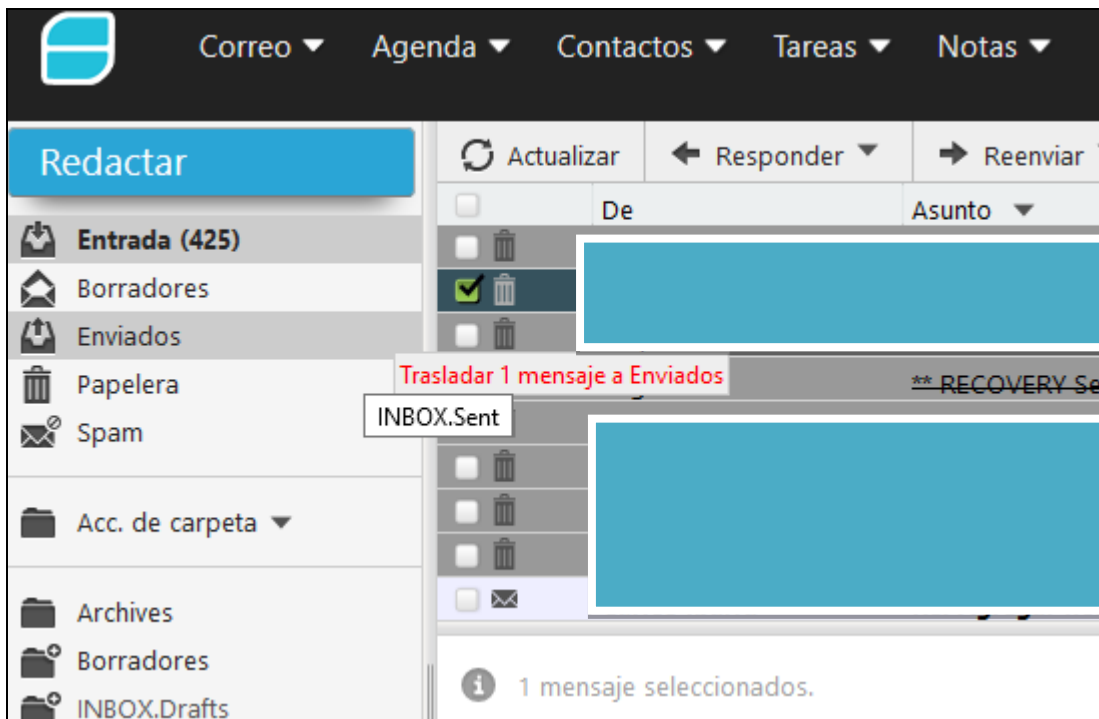 Correo Agenda Contactos Tareas Notas
Redactar
Actualizar Responder Reenviar
De Asunto
Entrada (425)
Borradores
Enviados
Papelera
Spam
Trasladar 1 mensaje a Enviados
INBOX.Sent
** RECOVERY Se
Acc. de carpeta
Archives
Borradores
INBOX.Drafts
1 mensaje seleccionados.